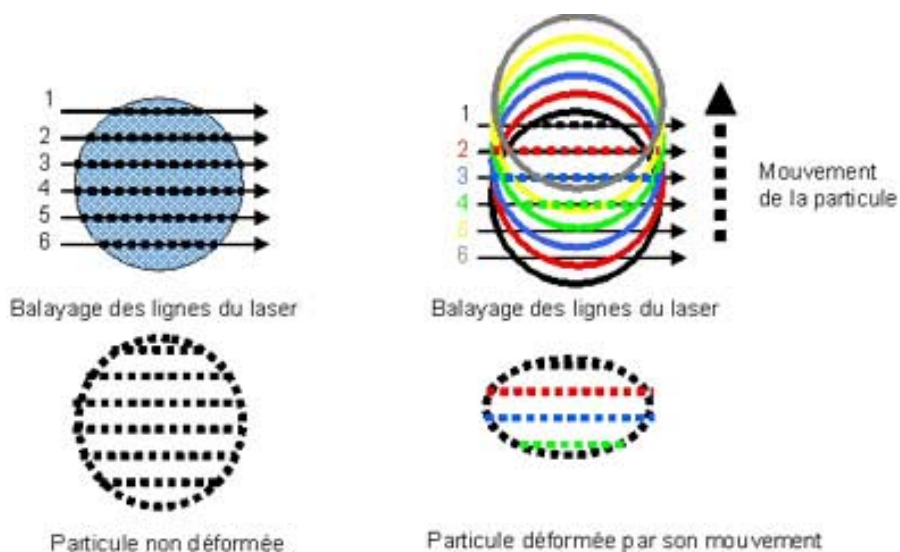 1
2
3
4
5
6
Balayage des lignes du laser
Particule non déformée
1
2
3
4
5
6
Mouvement
de la particule
Balayage des lignes du laser
Particule déformée par son mouvement